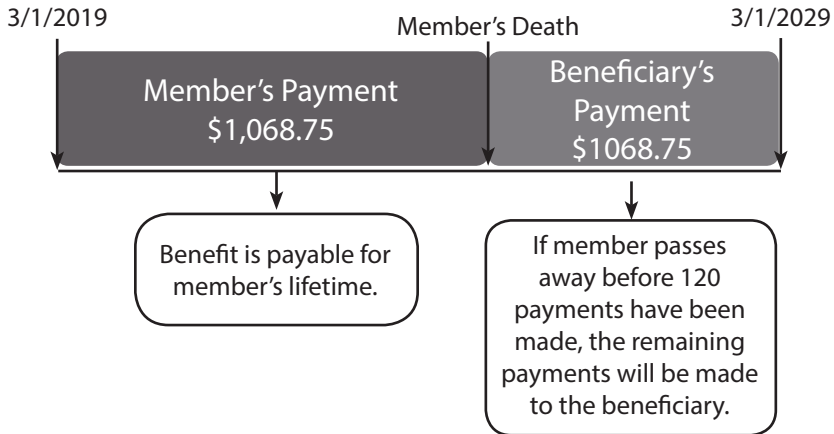 3/1/2019
Member's Death
3/1/2029
Member's Payment
$1,068.75
Beneficiary's
Payment
$1068.75
Benefit is payable for
member's lifetime.
If member passes
away before 120
payments have been
made, the remaining
payments will be made
to the beneficiary.